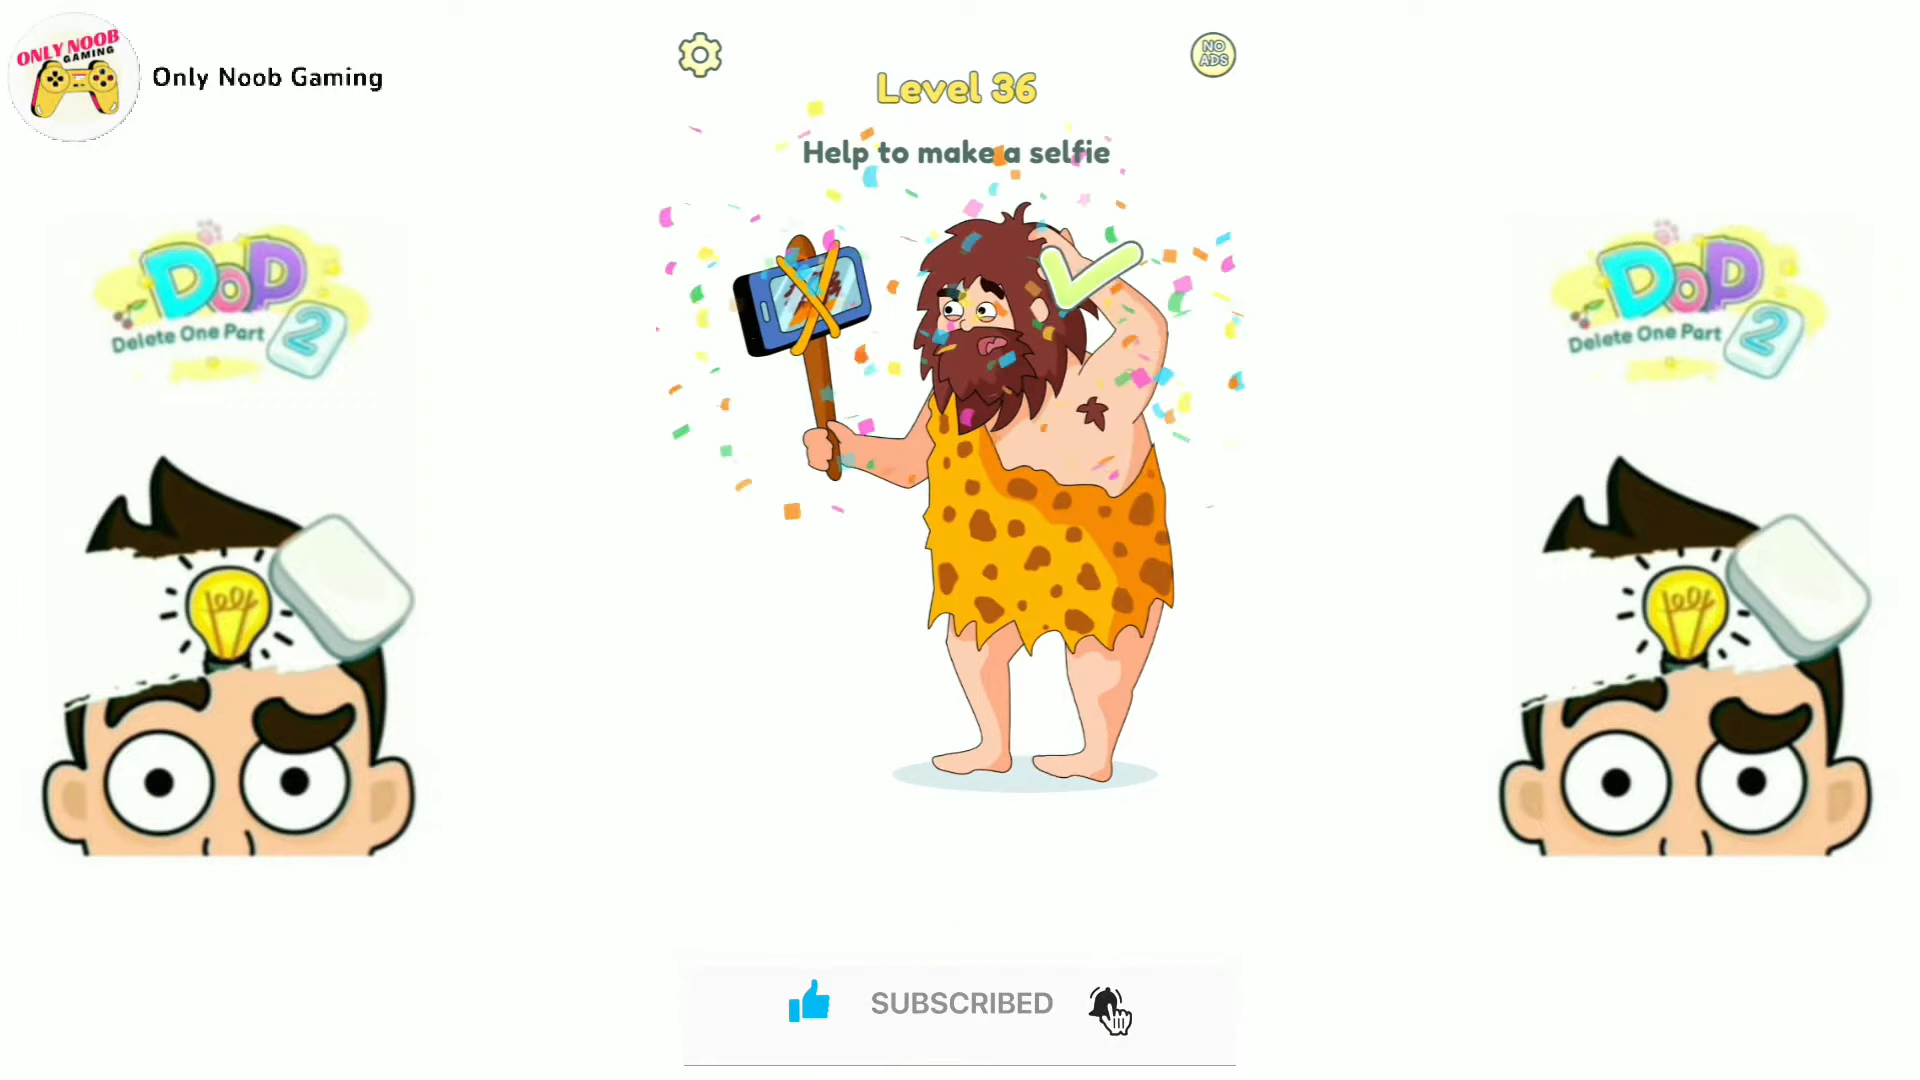 ONLY NOOB
GAMING
Only Noob Gaming
NO
ADS
Level 36
Help to make a selfie
DOP
Delete One Part
2
DOP
Delete One Part
2
SUBSCRIBED